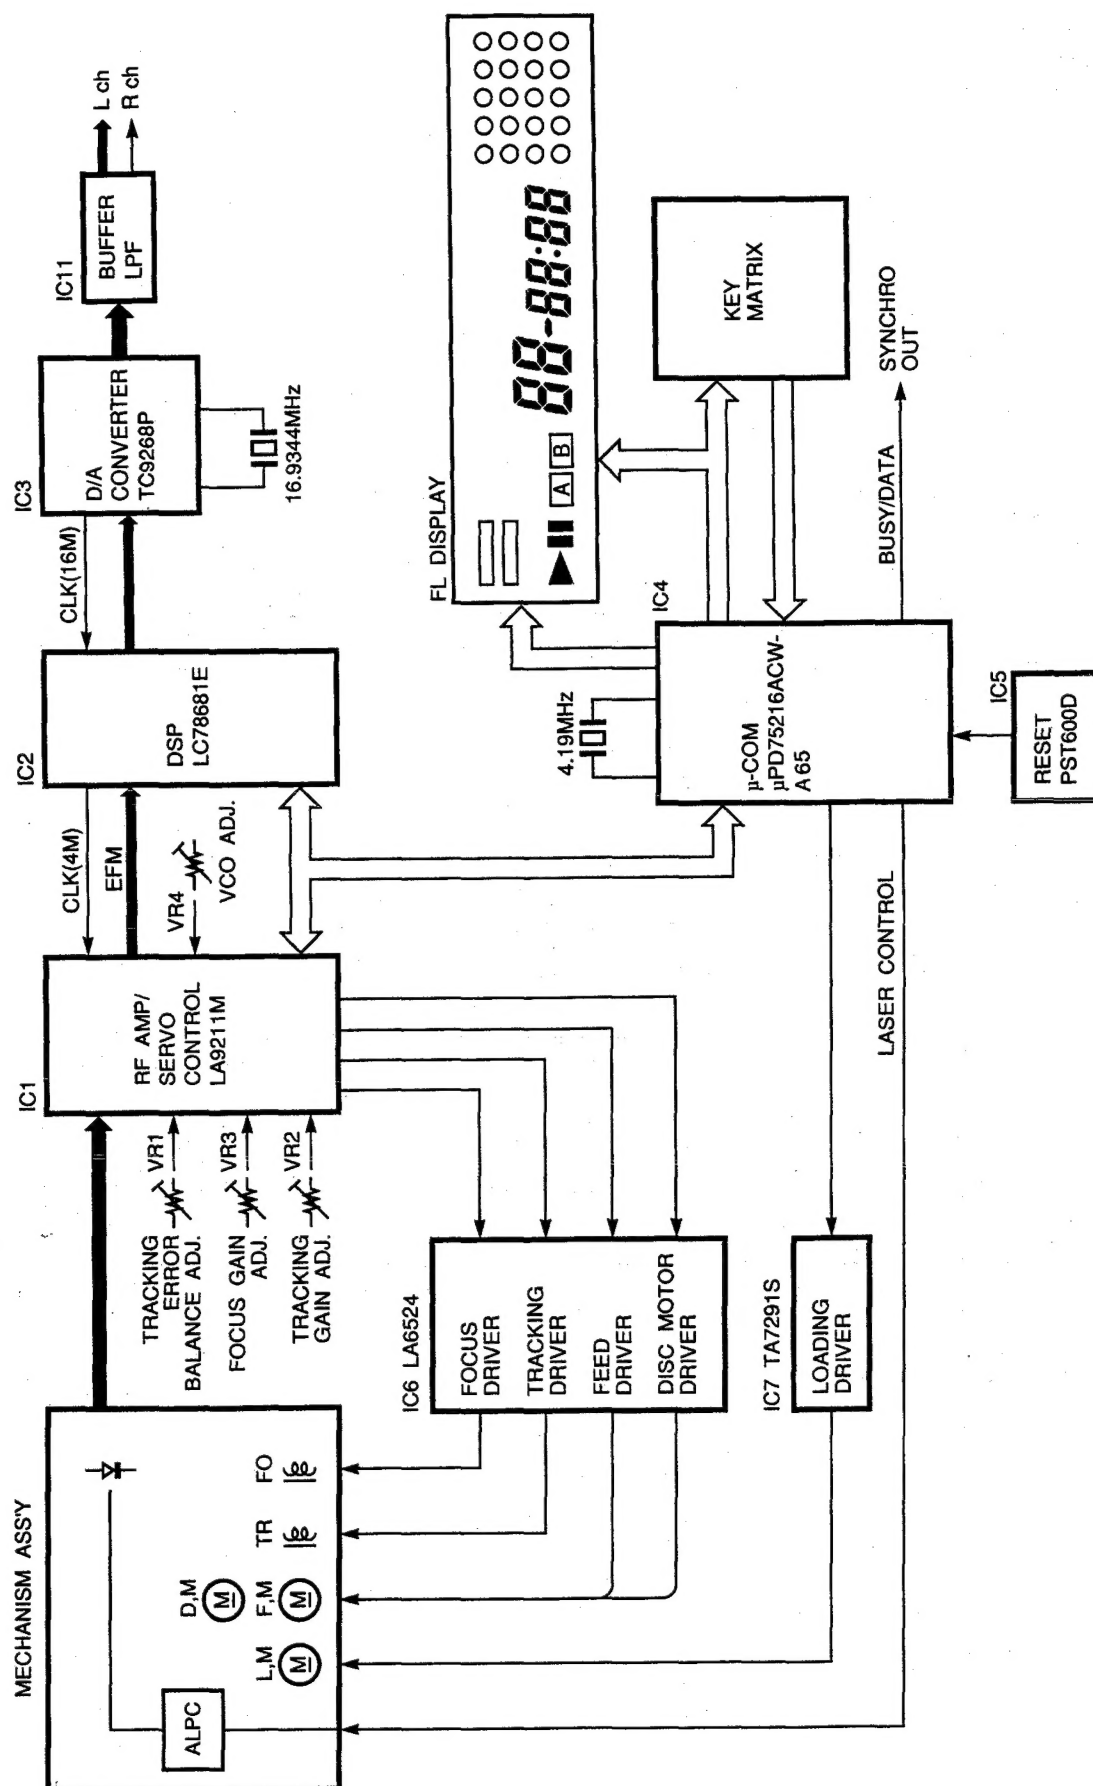 MECHANISM ASS'Y
ALPC
L,M
M
D,M
M
F,M
M
TR
FO
TRACKING
ERROR
BALANCE ADJ.
VR1
FOCUS GAIN
ADJ.
VR3
TRACKING
GAIN ADJ.
VR2
IC1
RF AMP/
SERVO
CONTROL
LA9211M
CLK(4M)
EFM
VR4
VCO ADJ.
IC2
DSP
LC78681E
CLK(16M)
IC3
D/A
CONVERTER
TC9268P
16.9344MHz
IC11
BUFFER
LPF
L ch
R ch
IC6 LA6524
FOCUS
DRIVER
TRACKING
DRIVER
FEED
DRIVER
DISC MOTOR
DRIVER
IC7 TA7291S
LOADING
DRIVER
LASER CONTROL
4.19MHz
IC4
μ-COM
μPD75216ACW-
A65
IC5
RESET
PST600D
FL DISPLAY
A B
88-88:88
KEY
MATRIX
BUSY/DATA
SYNCHRO
OUT